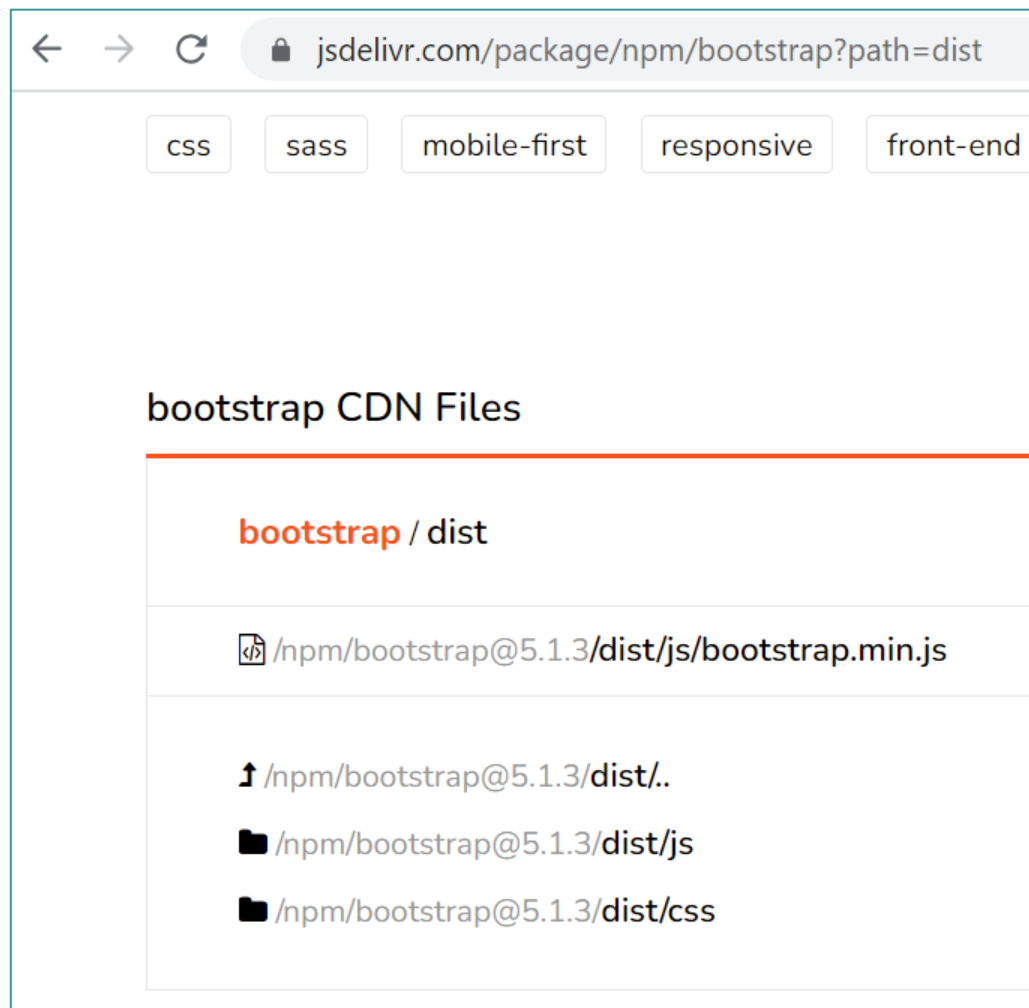 jsdelivr.com/package/npm/bootstrap?path=dist
css sass mobile-first responsive front-end
bootstrap CDN Files
bootstrap / dist
/npm/bootstrap@5.1.3/dist/js/bootstrap.min.js
/npm/bootstrap@5.1.3/dist/..
/npm/bootstrap@5.1.3/dist/js
/npm/bootstrap@5.1.3/dist/css